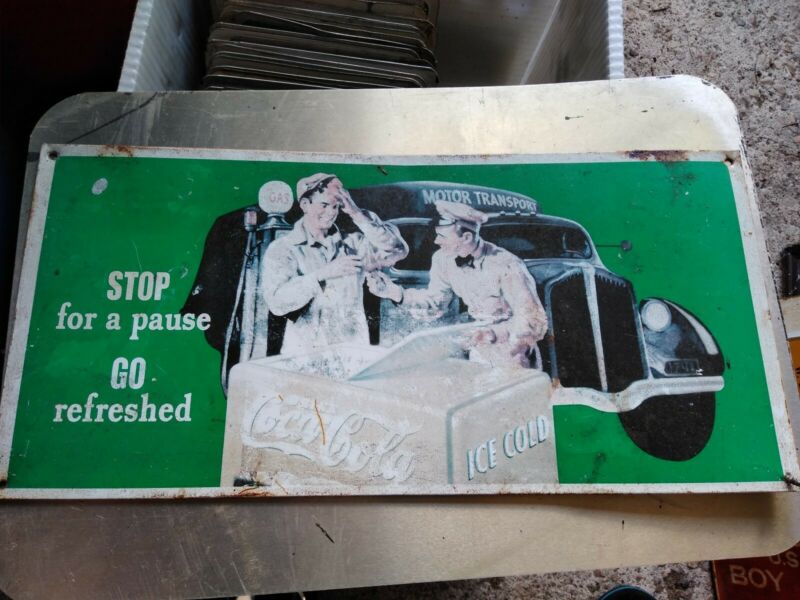 GAS
MOTOR TRANSPORT
STOP
for a pause
GO
refreshed
Coca-Cola
ICE COLD
U.S
BOY